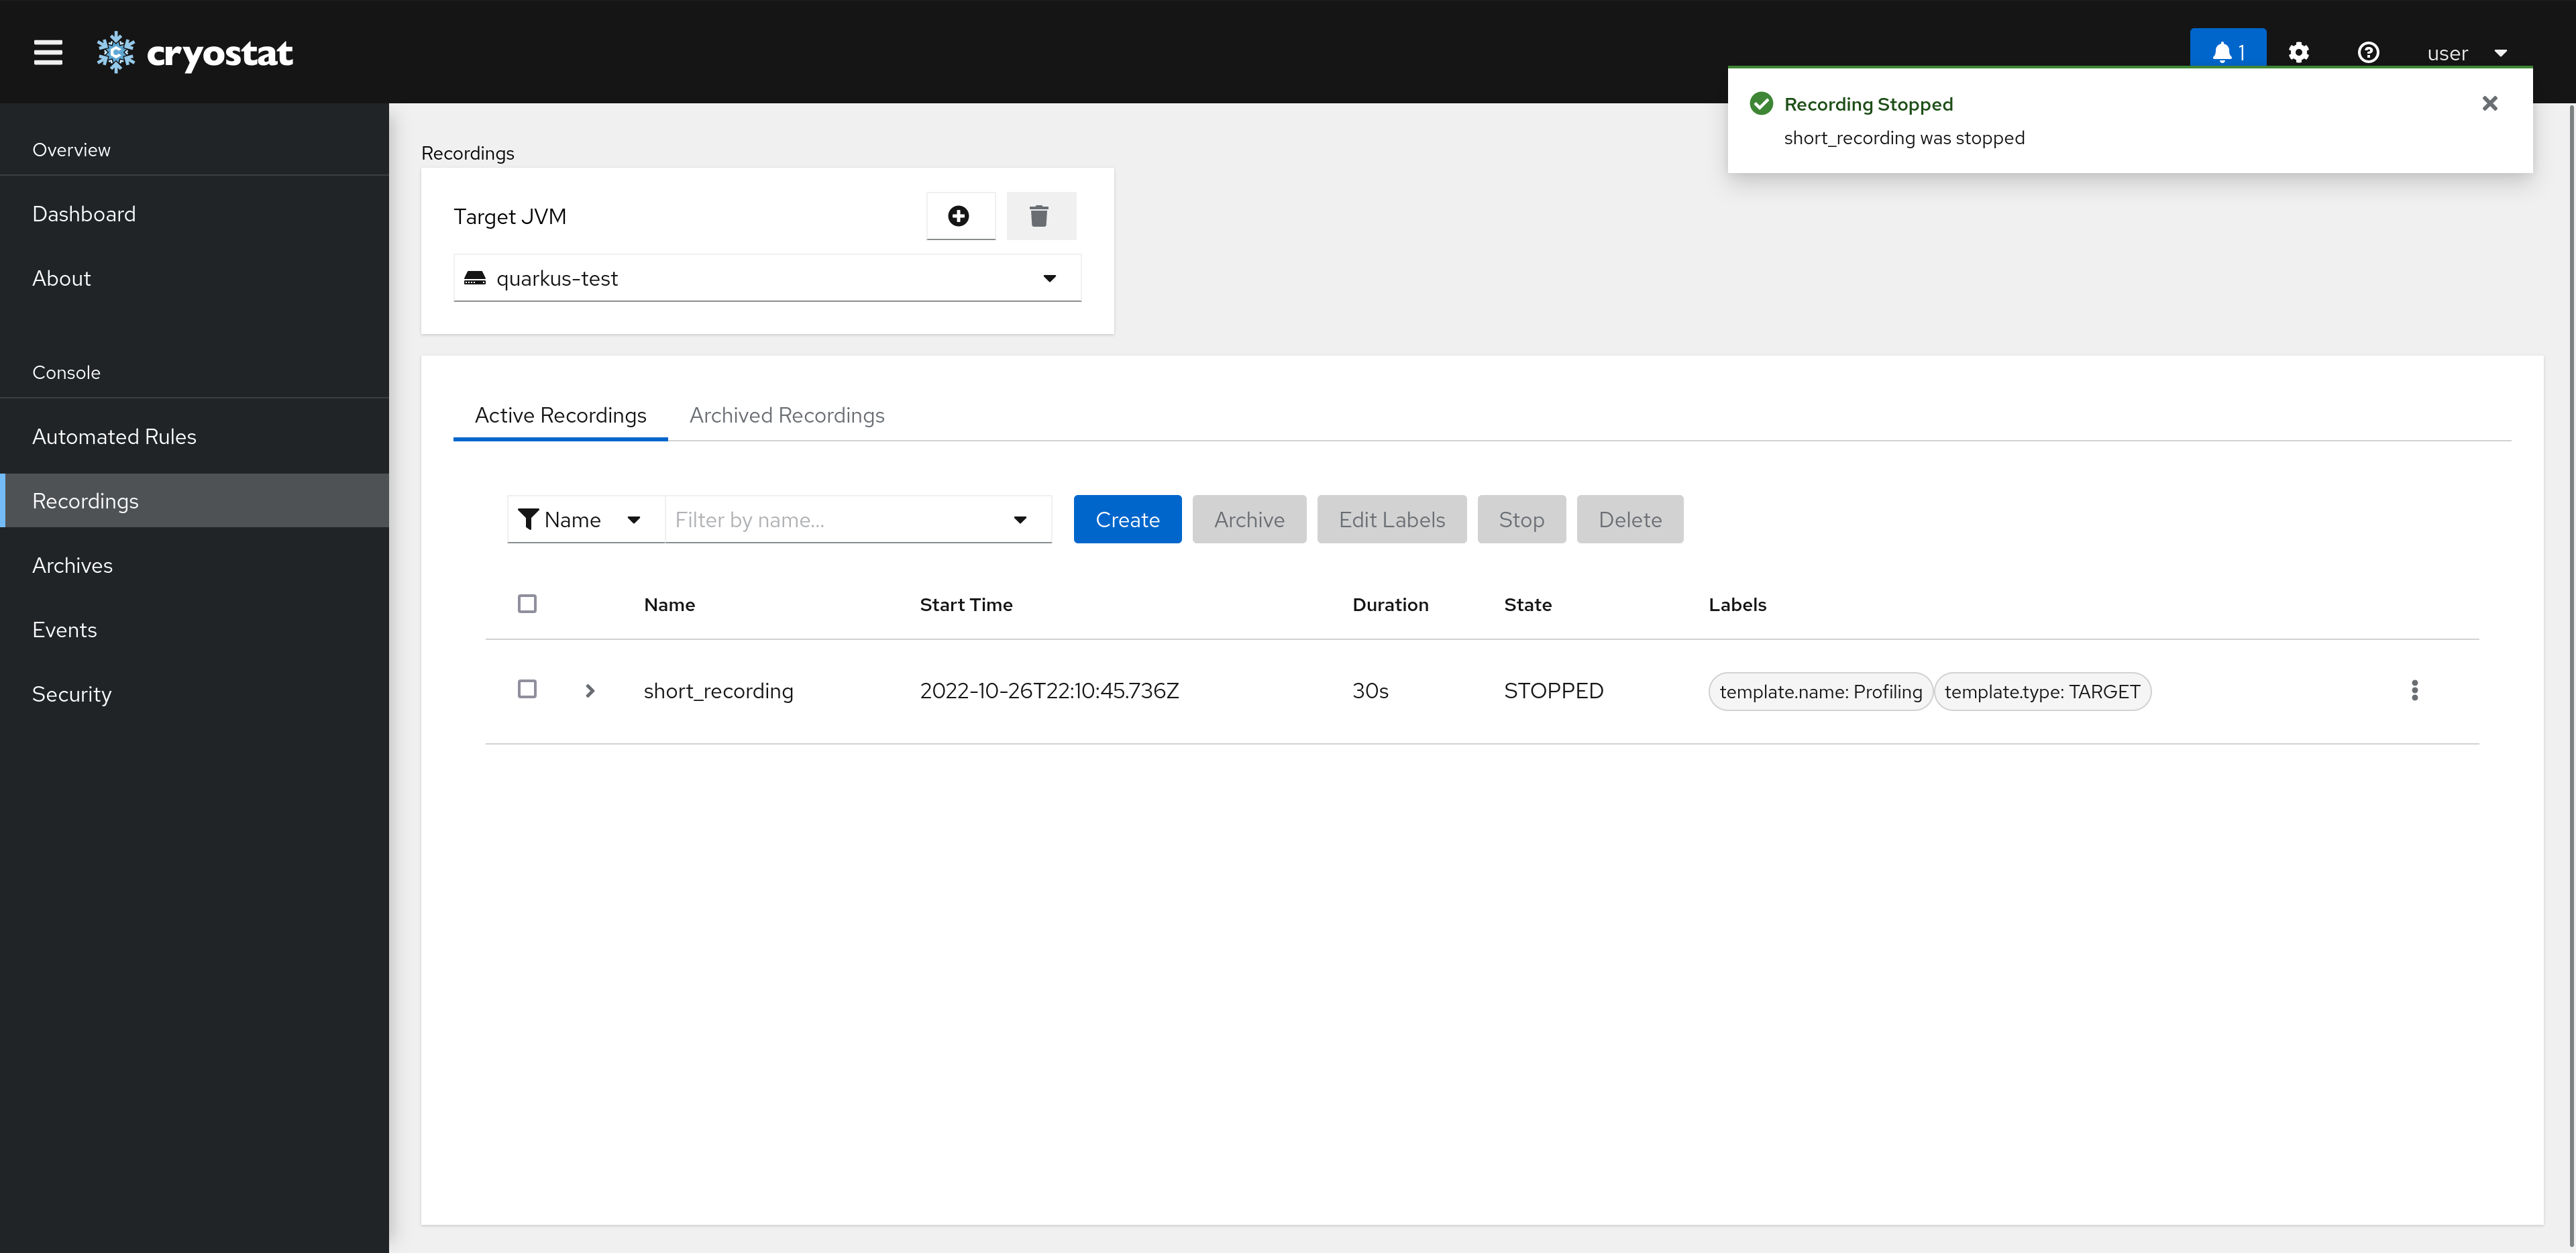 cryostat
1
user
Recording Stopped
short_recording was stopped
Overview
Dashboard
About
Console
Automated Rules
Recordings
Archives
Events
Security
Recordings
Target JVM
quarkus-test
Active Recordings Archived Recordings
Name Filter by name... Create Archive Edit Labels Stop Delete
Name Start Time Duration State Labels
short_recording 2022-10-26T22:10:45.736Z 30s STOPPED template.name: Profiling template.type: TARGET